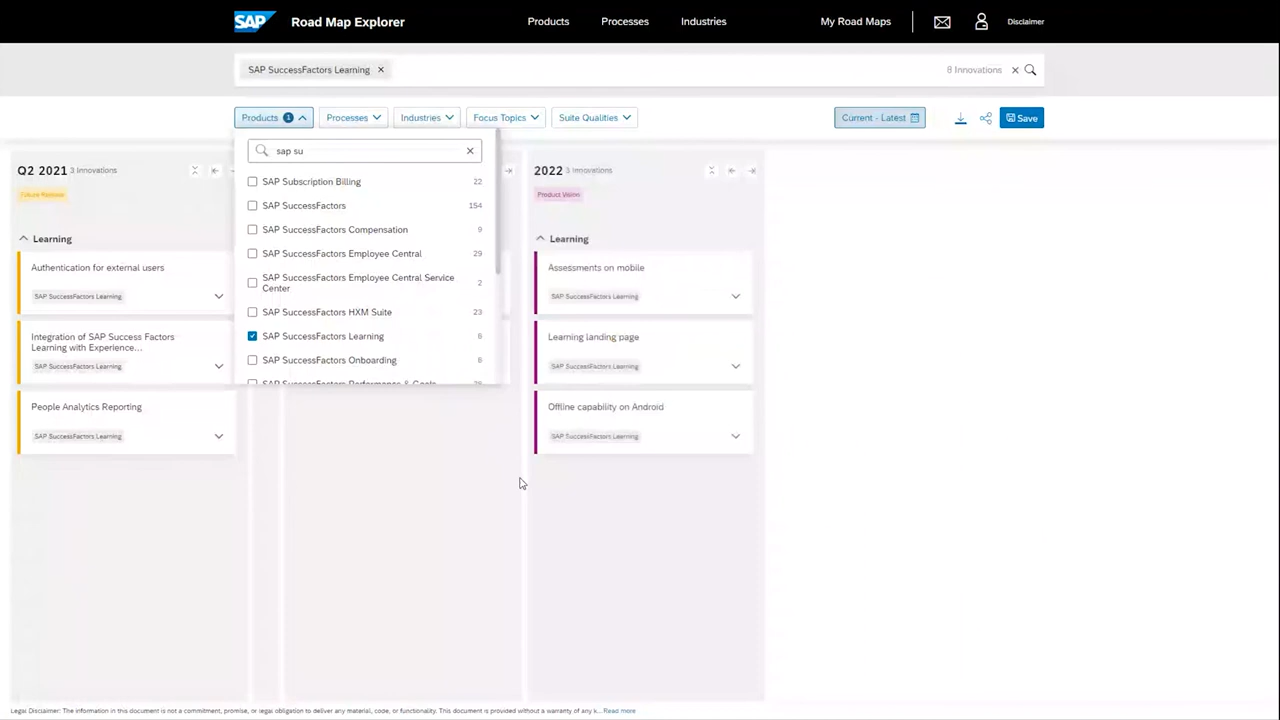 SAP Road Map Explorer Products Processes Industries My Road Maps Disclaimer
SAP SuccessFactors Learning
Innovations
Products 1 Processes Industries Focus Topics Suite Qualities Current - Latest Save
sap su
SAP Subscription Billing 22
SAP SuccessFactors 154
SAP SuccessFactors Compensation 9
SAP SuccessFactors Employee Central 29
SAP SuccessFactors Employee Central Service
Center 2
SAP SuccessFactors HXM Suite 23
SAP SuccessFactors Learning
SAP SuccessFactors Onboarding
SAP SuccessFactors Performance & Goals
Q2 2021 3 Innovations
Future Release
Learning
Authentication for external users
SAP SuccessFactors Learning
Integration of SAP Success Factors
Learning with Experience...
SAP SuccessFactors Learning
People Analytics Reporting
SAP SuccessFactors Learning
2022 3 Innovations
Product Vision
Learning
Assessments on mobile
SAP SuccessFactors Learning
Learning landing page
SAP SuccessFactors Learning
Offline capability on Android
SAP SuccessFactors Learning
Legal Disclaimer: The information in this document is not a commitment, promise, or legal obligation to deliver any material, code, or functionality. This document is provided without a warranty of any k... Read more